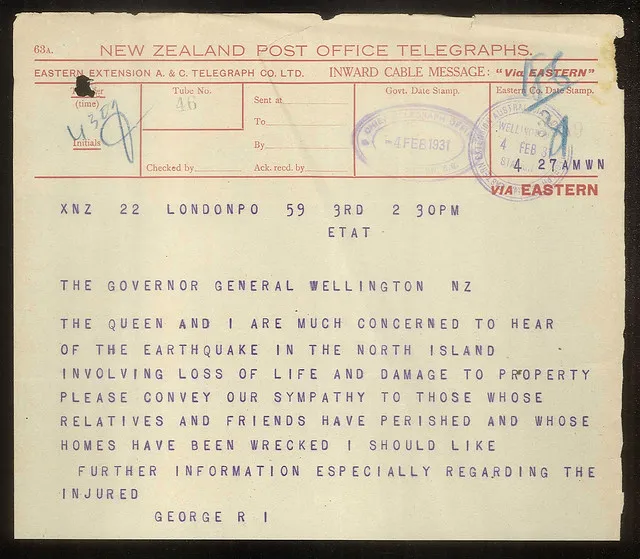 63A. NEW ZEALAND POST OFFICE TELEGRAPHS.
EASTERN EXTENSION A. & C. TELEGRAPH CO. LTD. INWARD CABLE MESSAGE: "Via EASTERN"
(time)
Initials
Tube No.
46
Checked by
Sent at
To
By
Ack. recd. by
Govt. Date Stamp.
-4 FEB 1931
Eastern Co. Date Stamp.
4 FEB
4 27AMWN
VIA EASTERN
XNZ 22 LONDONPO 59 3RD 2 30PM
ETAT
THE GOVERNOR GENERAL WELLINGTON NZ
THE QUEEN AND I ARE MUCH CONCERNED TO HEAR
OF THE EARTHQUAKE IN THE NORTH ISLAND
INVOLVING LOSS OF LIFE AND DAMAGE TO PROPERTY
PLEASE CONVEY OUR SYMPATHY TO THOSE WHOSE
RELATIVES AND FRIENDS HAVE PERISHED AND WHOSE
HOMES HAVE BEEN WRECKED I SHOULD LIKE
FURTHER INFORMATION ESPECIALLY REGARDING THE
INJURED
GEORGE R I